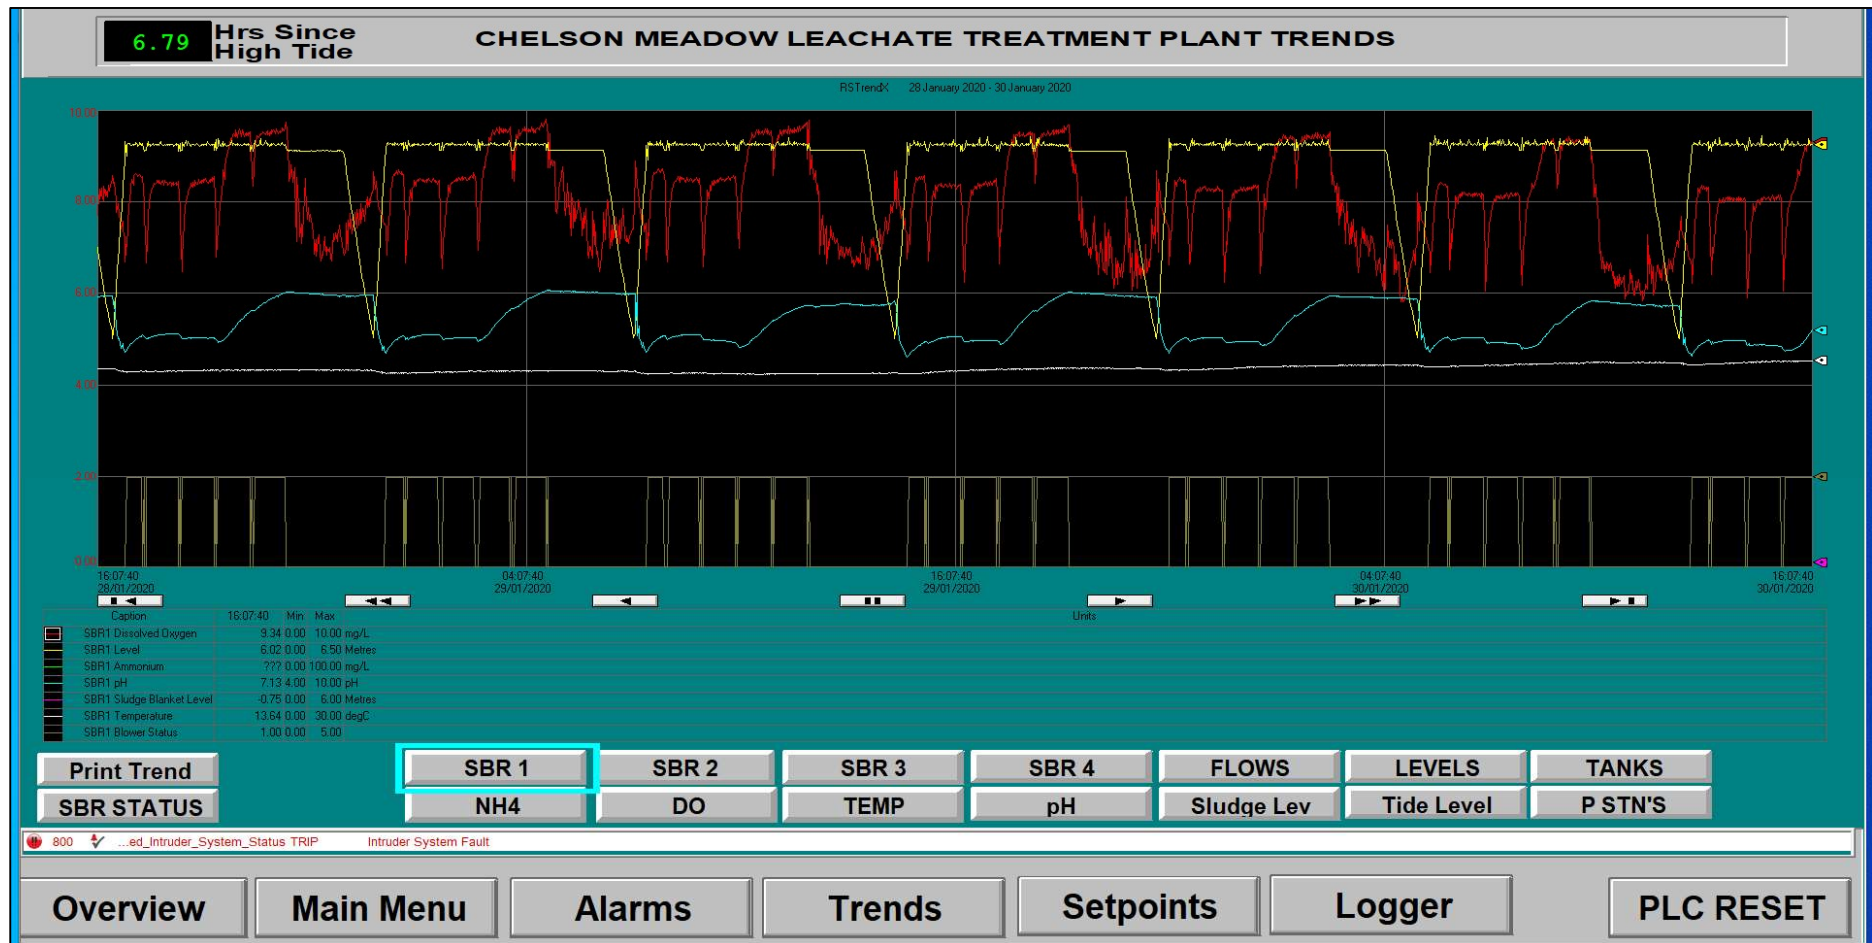 6.79 Hrs Since
High Tide
CHELSON MEADOW LEACHATE TREATMENT PLANT TRENDS
RSTrendX 28 January 2020 - 30 January 2020
10.00
8.00
6.00
4.00
2.00
0.00
16:07:40 04:07:40 16:07:40 04:07:40 16:07:40
28/01/2020 29/01/2020 29/01/2020 30/01/2020 30/01/2020
Caption 16:07:40 Min Max Units
SBR1 Dissolved Oxygen 9.34 0.00 10.00 mg/L
SBR1 Level 6.02 0.00 6.50 Metres
SBR1 Ammonium ??? 0.00 100.00 mg/L
SBR1 pH 7.13 4.00 10.00 pH
SBR1 Sludge Blanket Level -0.75 0.00 6.00 Metres
SBR1 Temperature 13.64 0.00 30.00 degC
SBR1 Blower Status 1.00 0.00 5.00
Print Trend SBR 1 SBR 2 SBR 3 SBR 4 FLOWS LEVELS TANKS
SBR STATUS NH4 DO TEMP pH Sludge Lev Tide Level P STN'S
800 ...ed_Intruder_System_Status TRIP Intruder System Fault
Overview Main Menu Alarms Trends Setpoints Logger PLC RESET